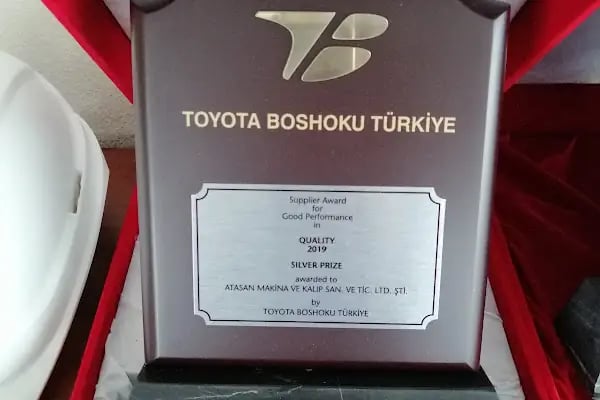 TB
TOYOTA BOSHOKU TÜRKİYE
Supplier Award
for
Good Performance
in
QUALITY
2019
SILVER PRIZE
awarded to
ATASAN MAKİNA VE KALIP SAN. VE TİC. LTD. ŞTİ.
by
TOYOTA BOSHOKU TÜRKİYE